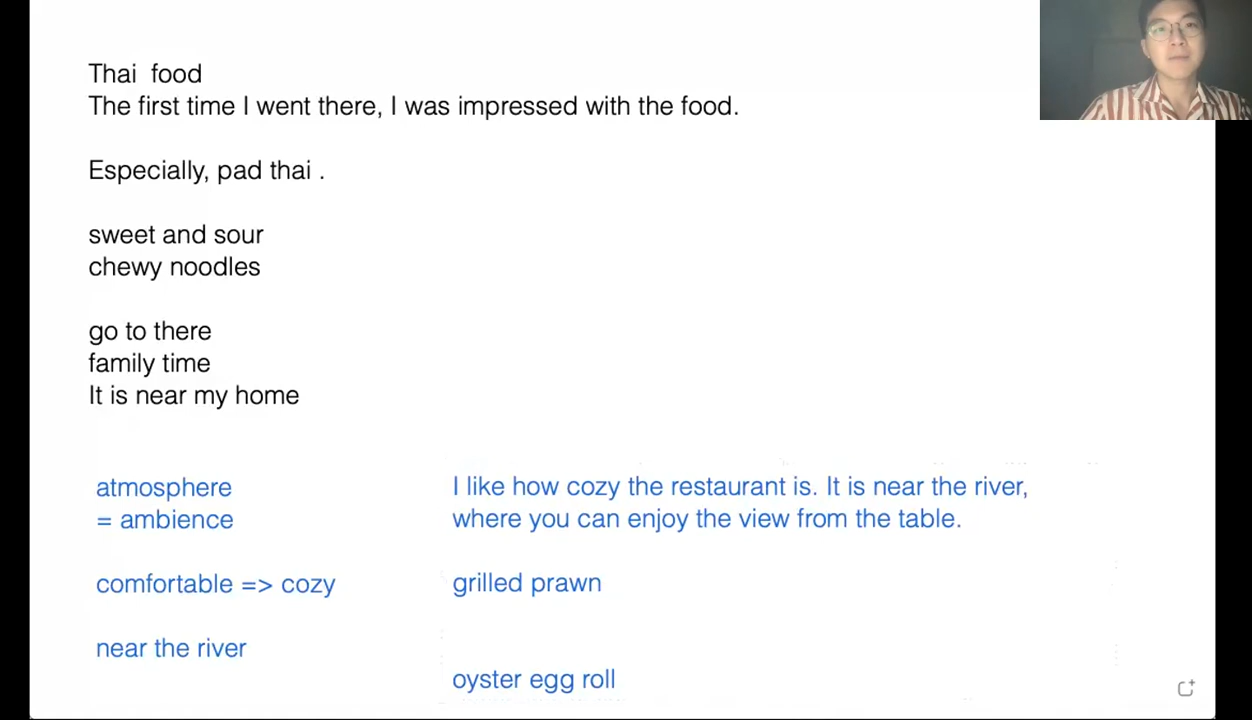 Thai food
The first time I went there, I was impressed with the food.
Especially, pad thai .
sweet and sour
chewy noodles
go to there
family time
It is near my home
atmosphere
= ambience
comfortable => cozy
near the river
I like how cozy the restaurant is. It is near the river,
where you can enjoy the view from the table.
grilled prawn
oyster egg roll